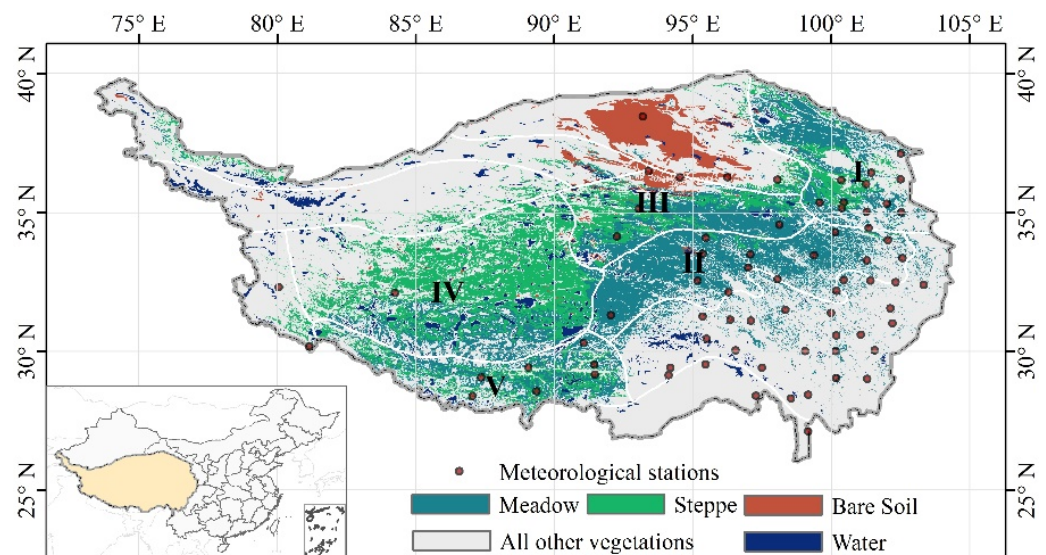 75° E 80° E 85° E 90° E 95° E 100° E 105° E
40° N 40° N
I
35° N 35° N
III
II
IV
30° N 30° N
V
Meteorological stations
25° N 25° N
Meadow Steppe Bare Soil
All other vegetations Water